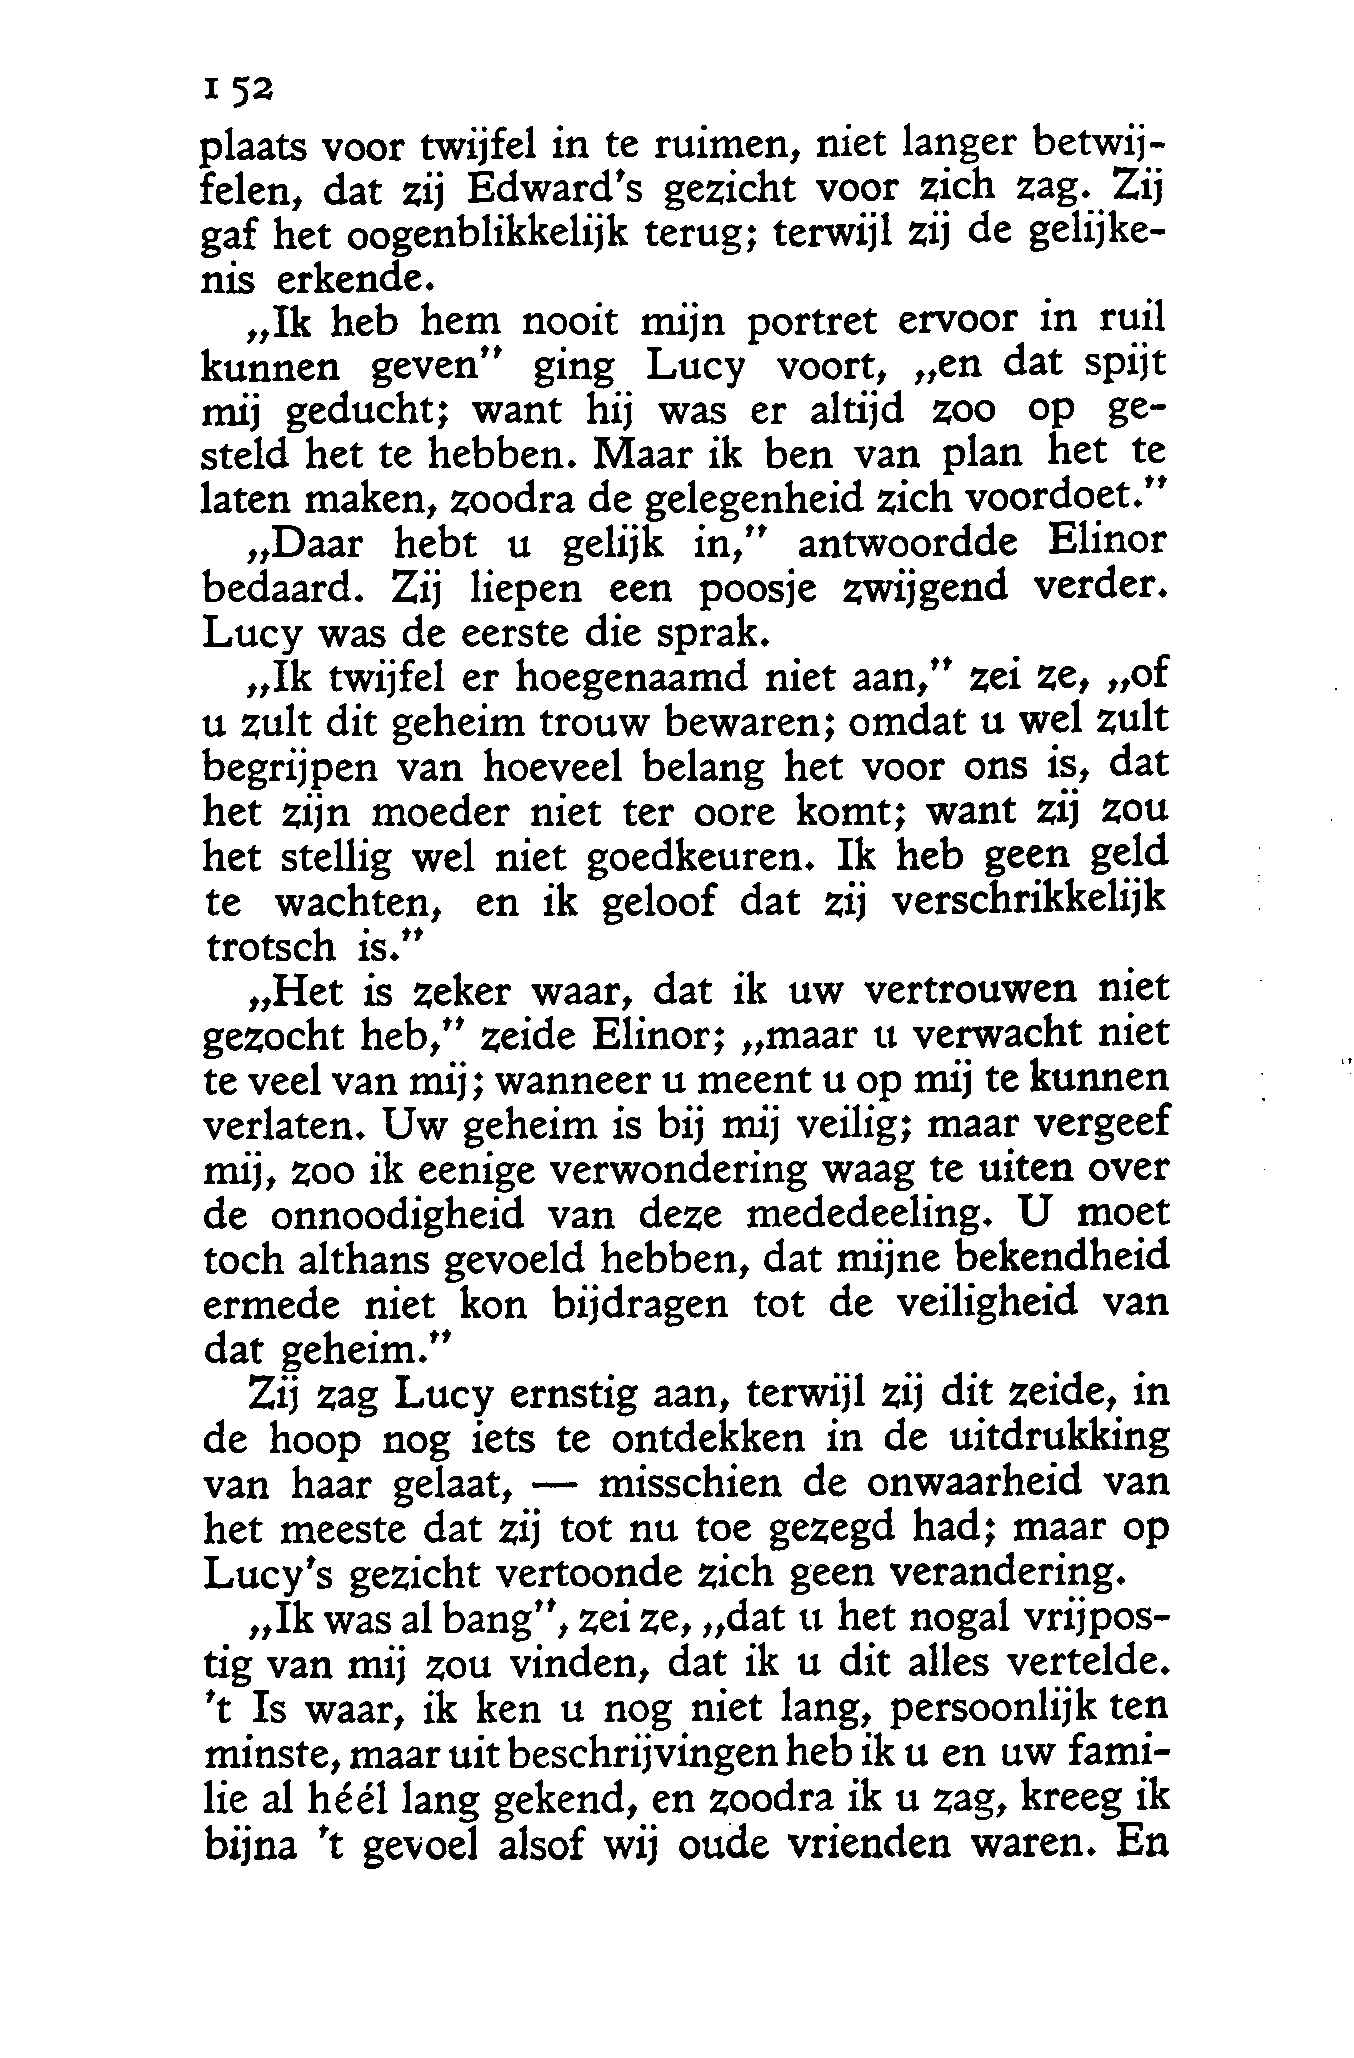 152
plaats voor twijfel in te ruimen, niet langer betwij-
felen, dat zij Edward's gezicht voor zich zag. Zij
gaf het oogenblikkelijk terug; terwijl zij de gelijke-
nis erkende.
„Ik heb hem nooit mijn portret ervoor in ruil
kunnen geven" ging Lucy voort, „en dat spijt
mij geducht; want hij was er altijd zoo op ge-
steld het te hebben. Maar ik ben van plan het te
laten maken, zoodra de gelegenheid zich voordoet."
„Daar hebt u gelijk in," antwoordde Elinor
bedaard. Zij liepen een poosje zwijgend verder.
Lucy was de eerste die sprak.
„Ik twijfel er hoegenaamd niet aan," zei ze, „of
u zult dit geheim trouw bewaren; omdat u wel zult
begrijpen van hoeveel belang het voor ons is, dat
het zijn moeder niet ter oore komt; want zij zou
het stellig wel niet goedkeuren. Ik heb geen geld
te wachten, en ik geloof dat zij verschrikkelijk
trotsch is."
„Het is zeker waar, dat ik uw vertrouwen niet
gezocht heb," zeide Elinor; „maar u verwacht niet
te veel van mij; wanneer u meent u op mij te kunnen
verlaten. Uw geheim is bij mij veilig; maar vergeef
mij, zoo ik eenige verwondering waag te uiten over
de onnoodigheid van deze mededeeling. U moet
toch althans gevoeld hebben, dat mijne bekendheid
ermede niet kon bijdragen tot de veiligheid van
dat geheim."
Zij zag Lucy ernstig aan, terwijl zij dit zeide, in
de hoop nog iets te ontdekken in de uitdrukking
van haar gelaat, — misschien de onwaarheid van
het meeste dat zij tot nu toe gezegd had; maar op
Lucy's gezicht vertoonde zich geen verandering.
„Ik was al bang", zei ze, „dat u het nogal vrijpos-
tig van mij zou vinden, dat ik u dit alles vertelde.
't Is waar, ik ken u nog niet lang, persoonlijk ten
minste, maar uit beschrijvingen heb ik u en uw fami-
lie al héél lang gekend, en zoodra ik u zag, kreeg ik
bijna 't gevoel alsof wij oude vrienden waren. En